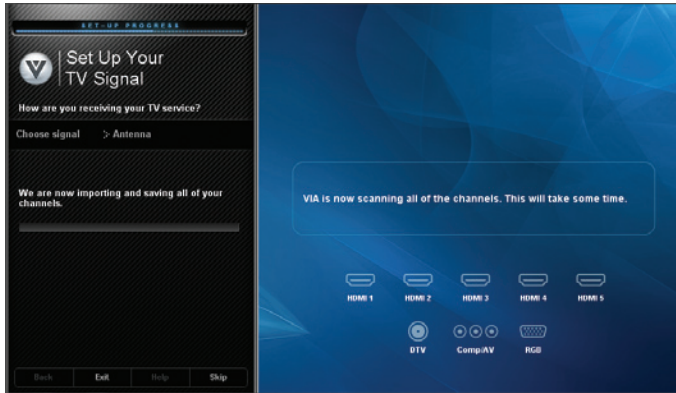 SET-UP PROGRESS
Set Up Your
TV Signal
How are you receiving your TV service?
Choose signal > Antenna
We are now importing and saving all of your
channels.
Back Exit Help Skip
VIA is now scanning all of the channels. This will take some time.
HDMI 1 HDMI 2 HDMI 3 HDMI 4 HDMI 5
DTV Comp/AV RGB